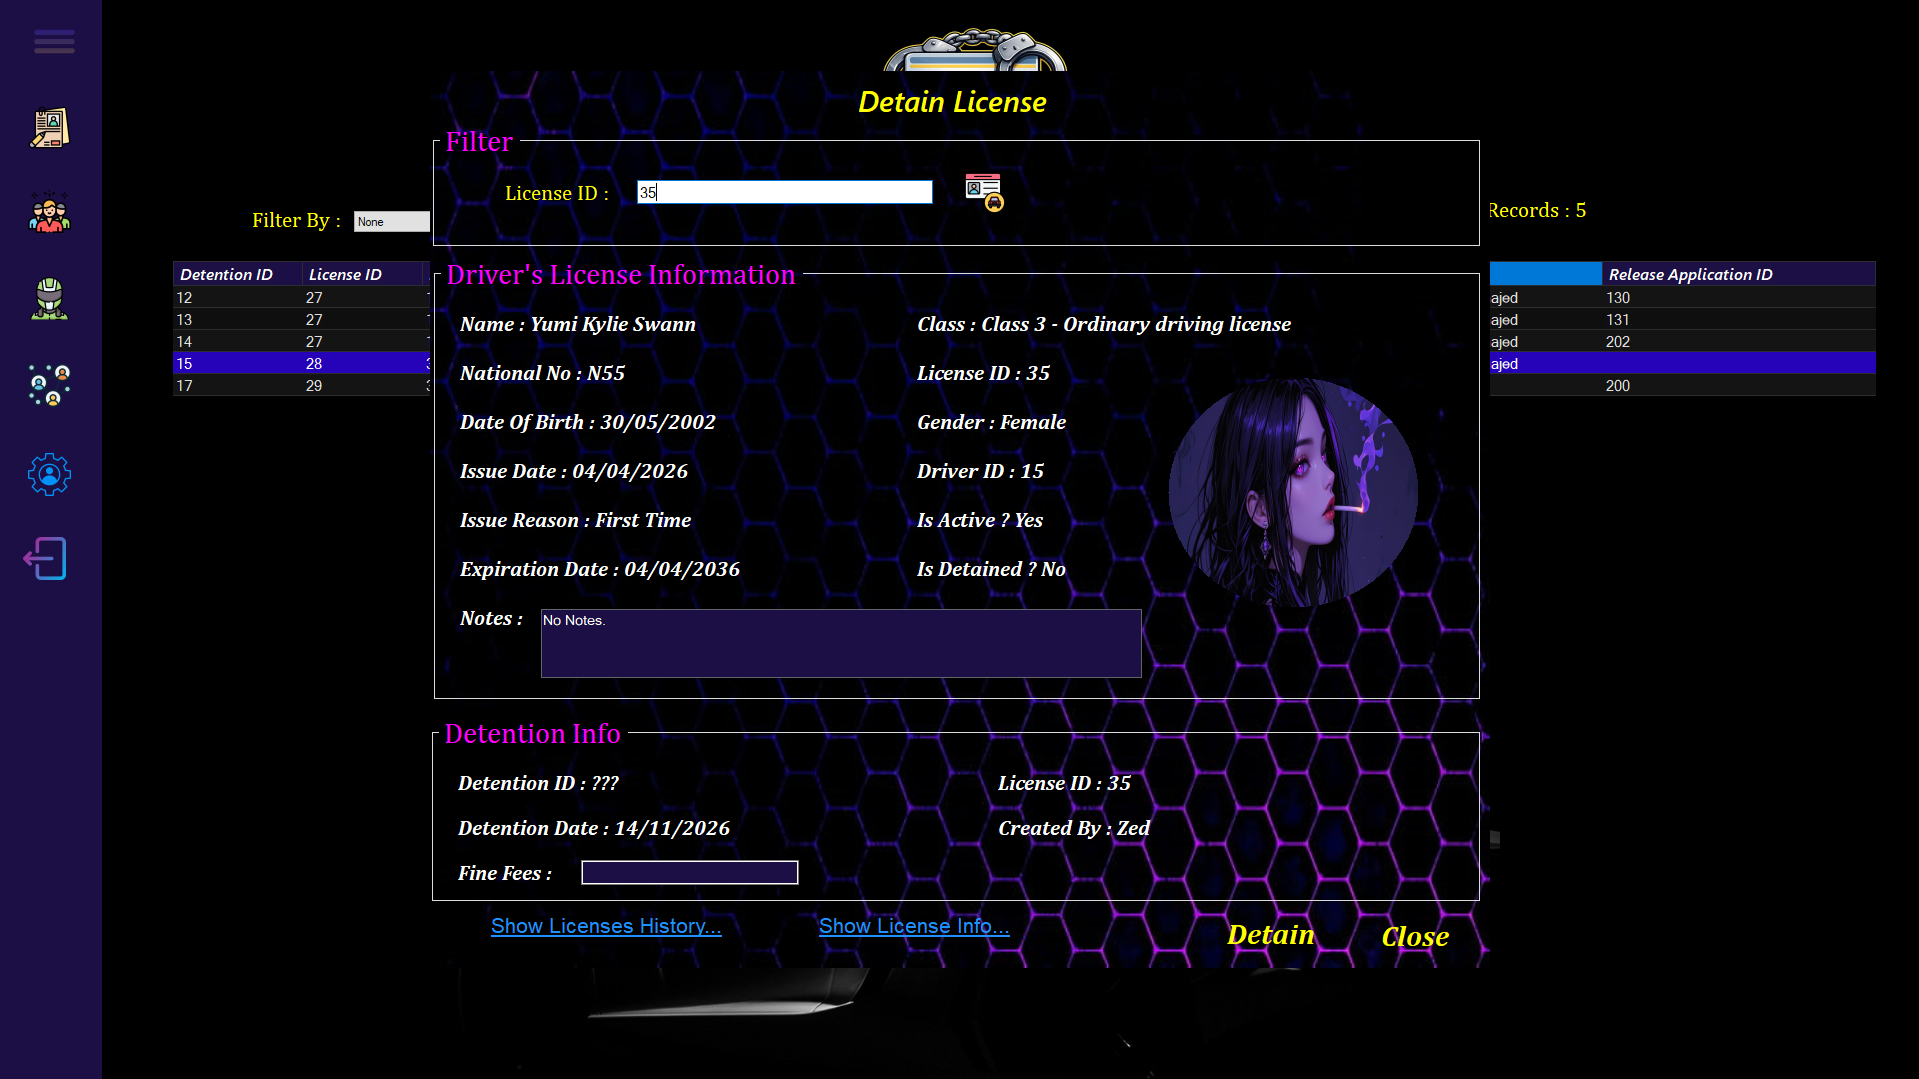 Detain License
Filter
License ID : 35
Filter By : None
Records : 5
Detention ID License ID
12 27
13 27
14 27
15 28
17 29
Release Application ID
ajed 130
ajed 131
ajed 202
ajed
200
Driver's License Information
Name : Yumi Kylie Swann
Class : Class 3 - Ordinary driving license
National No : N55
License ID : 35
Date Of Birth : 30/05/2002
Gender : Female
Issue Date : 04/04/2026
Driver ID : 15
Issue Reason : First Time
Is Active ? Yes
Expiration Date : 04/04/2036
Is Detained ? No
Notes : No Notes.
Detention Info
Detention ID : ???
License ID : 35
Detention Date : 14/11/2026
Created By : Zed
Fine Fees :
Show Licenses History...
Show License Info...
Detain
Close